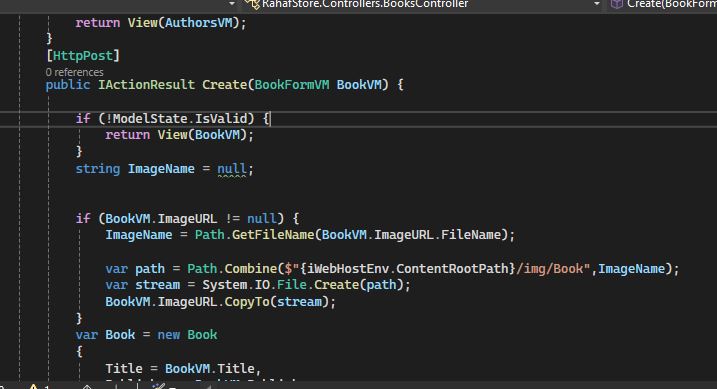 RahafStore.Controllers.BooksController
Create(BookForm
return View(AuthorsVM);
}
[HttpPost]
0 references
public IActionResult Create(BookFormVM BookVM) {
if (!ModelState.IsValid) {
return View(BookVM);
}
string ImageName = null;
if (BookVM.ImageURL != null) {
ImageName = Path.GetFileName(BookVM.ImageURL.FileName);
var path = Path.Combine($"{iWebHostEnv.ContentRootPath}/img/Book",ImageName);
var stream = System.IO.File.Create(path);
BookVM.ImageURL.CopyTo(stream);
}
var Book = new Book
{
Title = BookVM.Title,